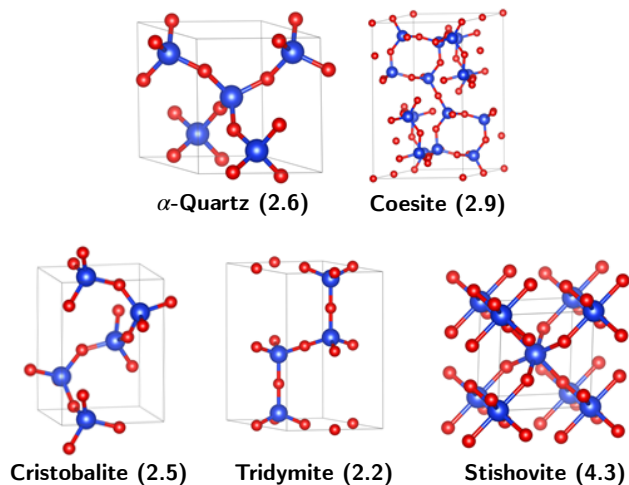 α-Quartz (2.6)
Coesite (2.9)
Cristobalite (2.5)
Tridymite (2.2)
Stishovite (4.3)